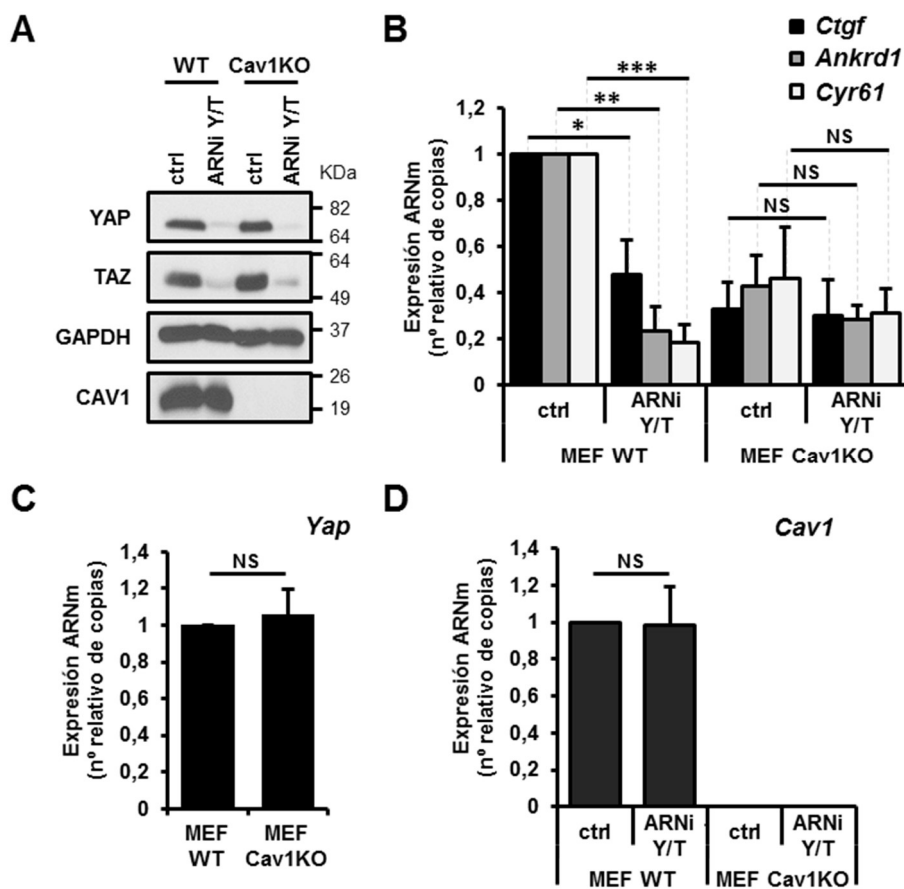 A
WT Cav1KO
ctrl ARNi Y/T ctrl ARNi Y/T KDa
YAP 82
64
TAZ 64
49
GAPDH 37
CAV1 26
19
B
Ctgf
Ankrd1
Cyr61
Expresión ARNm
(nº relativo de copias)
1,2
1
0,8
0,6
0,4
0,2
0
***
**
*
NS
NS
NS
ctrl ARNi Y/T ctrl ARNi Y/T
MEF WT MEF Cav1KO
C
Yap
Expresión ARNm
(nº relativo de copias)
1,4
1,2
1
0,8
0,6
0,4
0,2
0
NS
MEF WT MEF Cav1KO
D
Cav1
Expresión ARNm
(nº relativo de copias)
1,4
1,2
1
0,8
0,6
0,4
0,2
0
NS
ctrl ARNi Y/T ctrl ARNi Y/T
MEF WT MEF Cav1KO